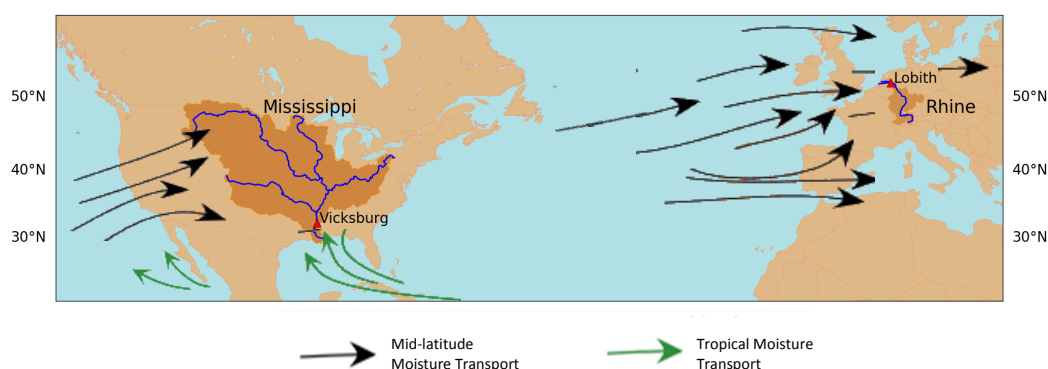 50°N
40°N
30°N
Mississippi
Vicksburg
Lobith
Rhine
50°N
40°N
30°N
Mid-latitude
Moisture Transport
Tropical Moisture
Transport